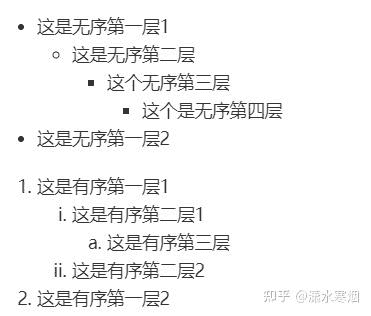 • 这是无序第一层1
○ 这是无序第二层
▪ 这个无序第三层
▪ 这个是无序第四层
• 这是无序第一层2
1. 这是有序第一层1
i. 这是有序第二层1
a. 这是有序第三层
ii. 这是有序第二层2
2. 这是有序第一层2
知乎 @潇水寒烟